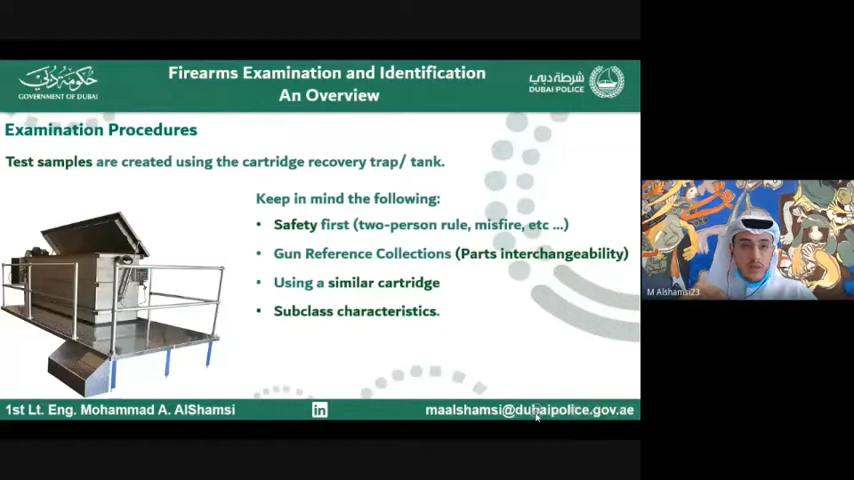 حكومة دبي
GOVERNMENT OF DUBAI
Firearms Examination and Identification
An Overview
شرطة دبي
DUBAI POLICE
Examination Procedures
Test samples are created using the cartridge recovery trap/ tank.
Keep in mind the following:
• Safety first (two-person rule, misfire, etc ...)
• Gun Reference Collections (Parts interchangeability)
• Using a similar cartridge
• Subclass characteristics.
M Alshamsi23
1st Lt. Eng. Mohammad A. AlShamsi
in
maalshamsi@dubaipolice.gov.ae